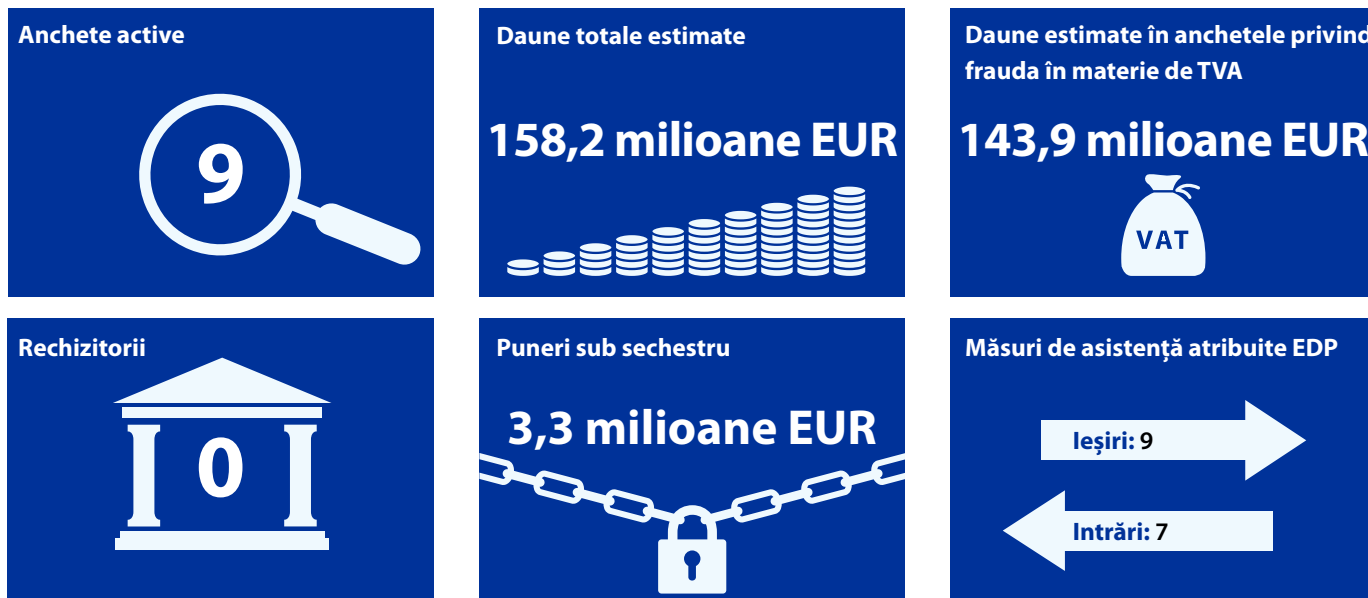 Anchete active
9
Daune totale estimate
158,2 milioane EUR
Daune estimate în anchetele privind
frauda în materie de TVA
143,9 milioane EUR
VAT
Rechizitorii
0
Puneri sub sechestru
3,3 milioane EUR
Măsuri de asistență atribuite EDP
Ieșiri: 9
Intrări: 7